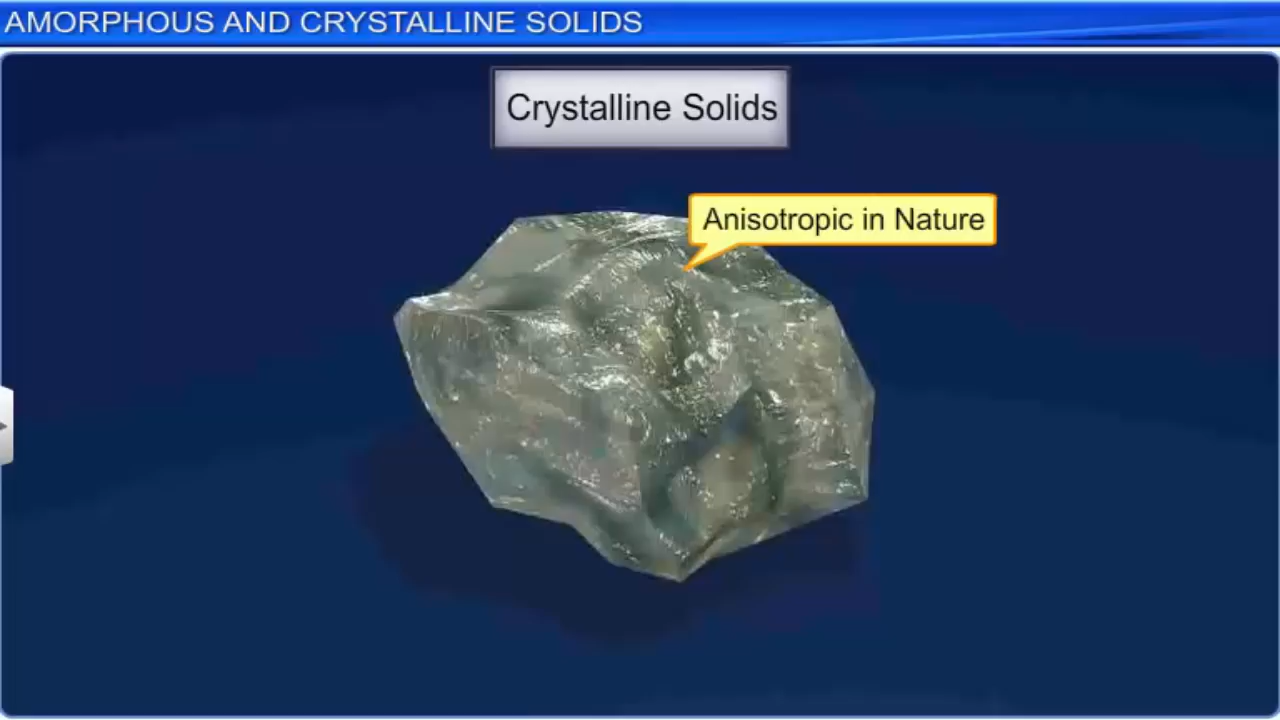 AMORPHOUS AND CRYSTALLINE SOLIDS
Crystalline Solids
Anisotropic in Nature